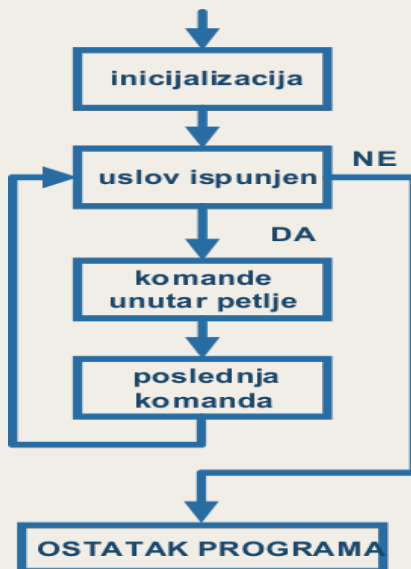 inicijalizacija
uslov ispunjen
NE
DA
komande
unutar petlje
poslednja
komanda
OSTATAK PROGRAMA